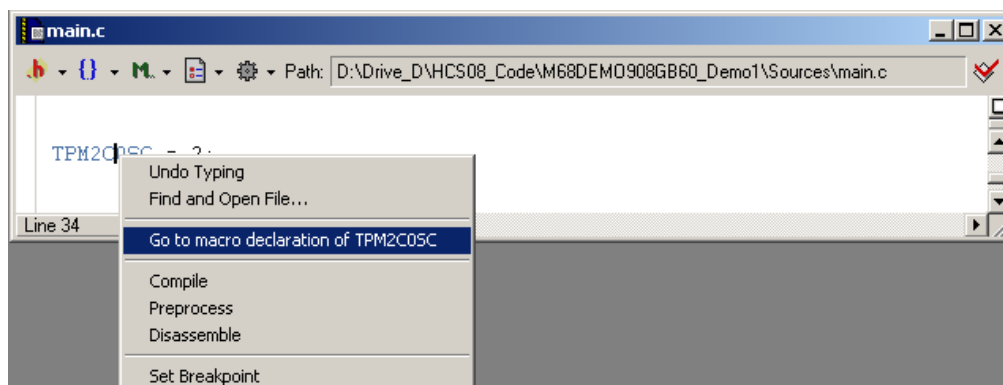 main.c
.h {} M. Path: D:\Drive_D\HCS08_Code\M68DEMO908GB60_Demo1\Sources\main.c
TPM2C0SC = 2;
Undo Typing
Find and Open File...
Line 34
Go to macro declaration of TPM2C0SC
Compile
Preprocess
Disassemble
Set Breakpoint